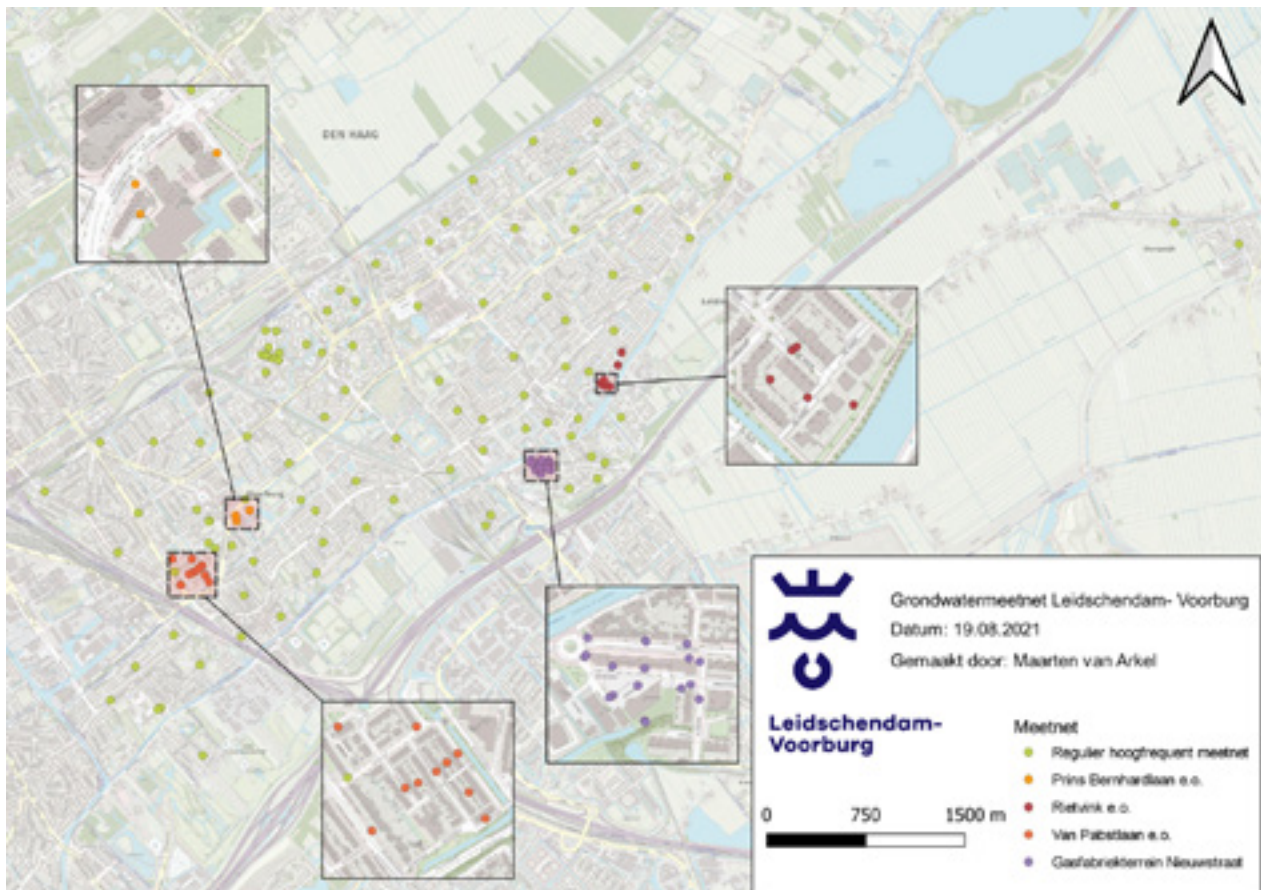 DEN HAAG
Grondwatermeetnet Leidschendam- Voorburg
Datum: 19.08.2021
Gemaakt door: Maarten van Arkel
Leidschendam-
Voorburg
Meetnet
Regulier hoogfrequent meetnet
Prins Bernhardlaan e.o.
Rietvink e.o.
Van Pabstlaan e.o.
Gasfabriekterrein Nieuwstraat
0 750 1500 m